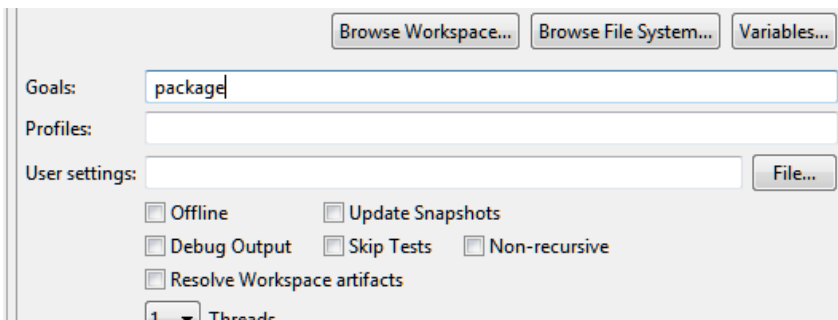 Browse Workspace... Browse File System... Variables...
Goals: package
Profiles:
User settings: File...
Offline Update Snapshots
Debug Output Skip Tests Non-recursive
Resolve Workspace artifacts
1 Threads